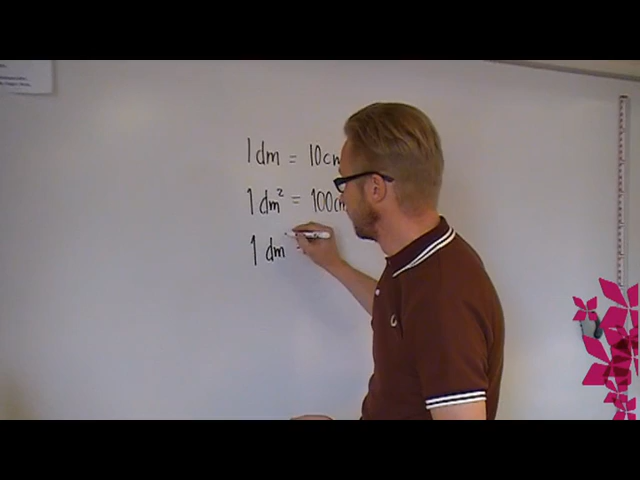 1 dm = 10cm
1 dm² = 100cm
1 dm =